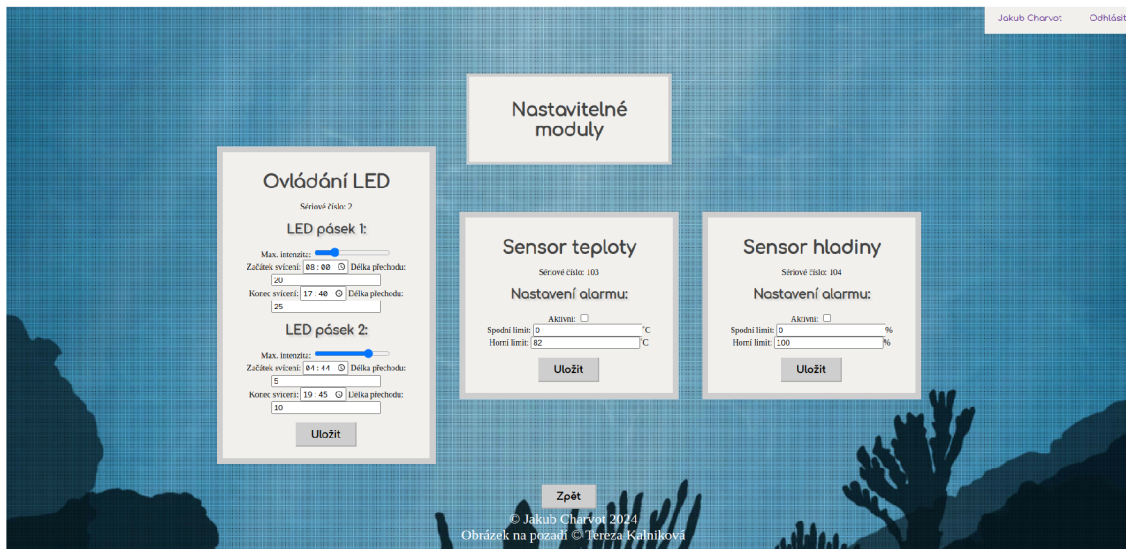 Jakub Charvot Odhlásit
Nastavitelné
moduly
Ovládání LED
Sériové číslo: 2
LED pásek 1:
Max. intenzita:
Začátek svícení: 08:00 Délka přechodu:
20
Konec svícení: 17:40 Délka přechodu:
25
LED pásek 2:
Max. intenzita:
Začátek svícení: 04:44 Délka přechodu:
5
Konec svícení: 19:45 Délka přechodu:
10
Uložit
Sensor teploty
Sériové číslo: 103
Nastavení alarmu:
Aktivní:
Spodní limit: 0 °C
Horní limit: 82 °C
Uložit
Sensor hladiny
Sériové číslo: 104
Nastavení alarmu:
Aktivní:
Spodní limit: 0 %
Horní limit: 100 %
Uložit
Zpět
© Jakub Charvot 2024
Obrázek na pozadí © Tereza Kalníková